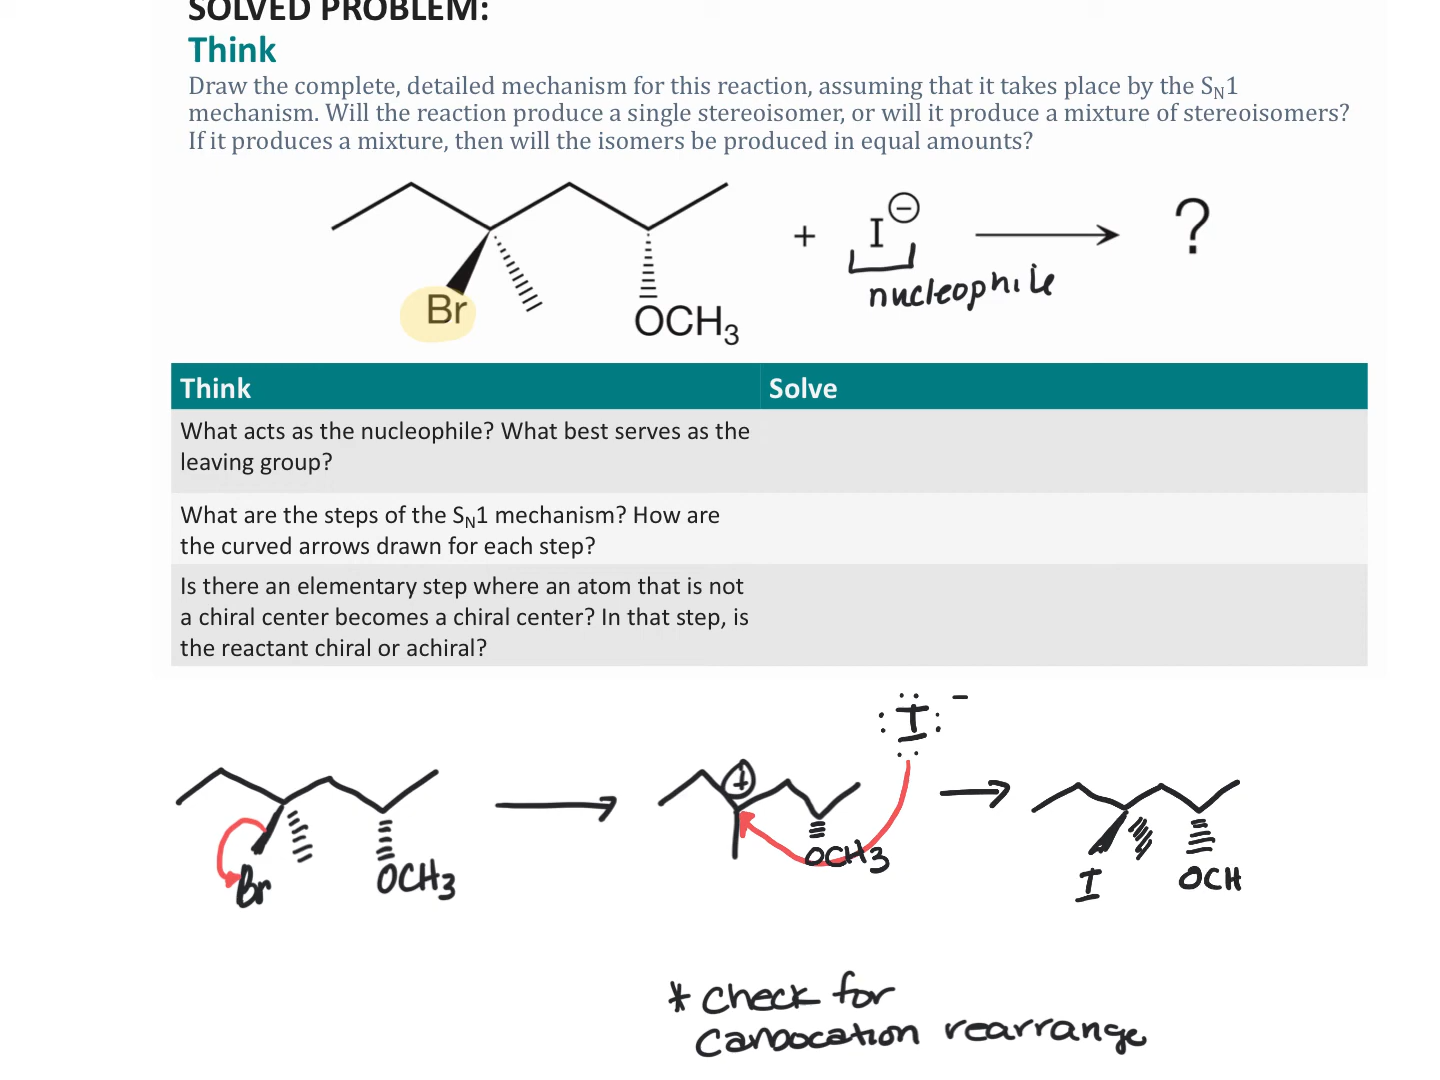 SOLVED PROBLEM:
Think
Draw the complete, detailed mechanism for this reaction, assuming that it takes place by the SN1
mechanism. Will the reaction produce a single stereoisomer, or will it produce a mixture of stereoisomers?
If it produces a mixture, then will the isomers be produced in equal amounts?
Br
OCH3
+
I
−
?
nucleophile
Think
Solve
What acts as the nucleophile? What best serves as the
leaving group?
What are the steps of the SN1 mechanism? How are
the curved arrows drawn for each step?
Is there an elementary step where an atom that is not
a chiral center becomes a chiral center? In that step, is
the reactant chiral or achiral?
Br
OCH3
+
OCH3
:I: −
I
OCH
* check for